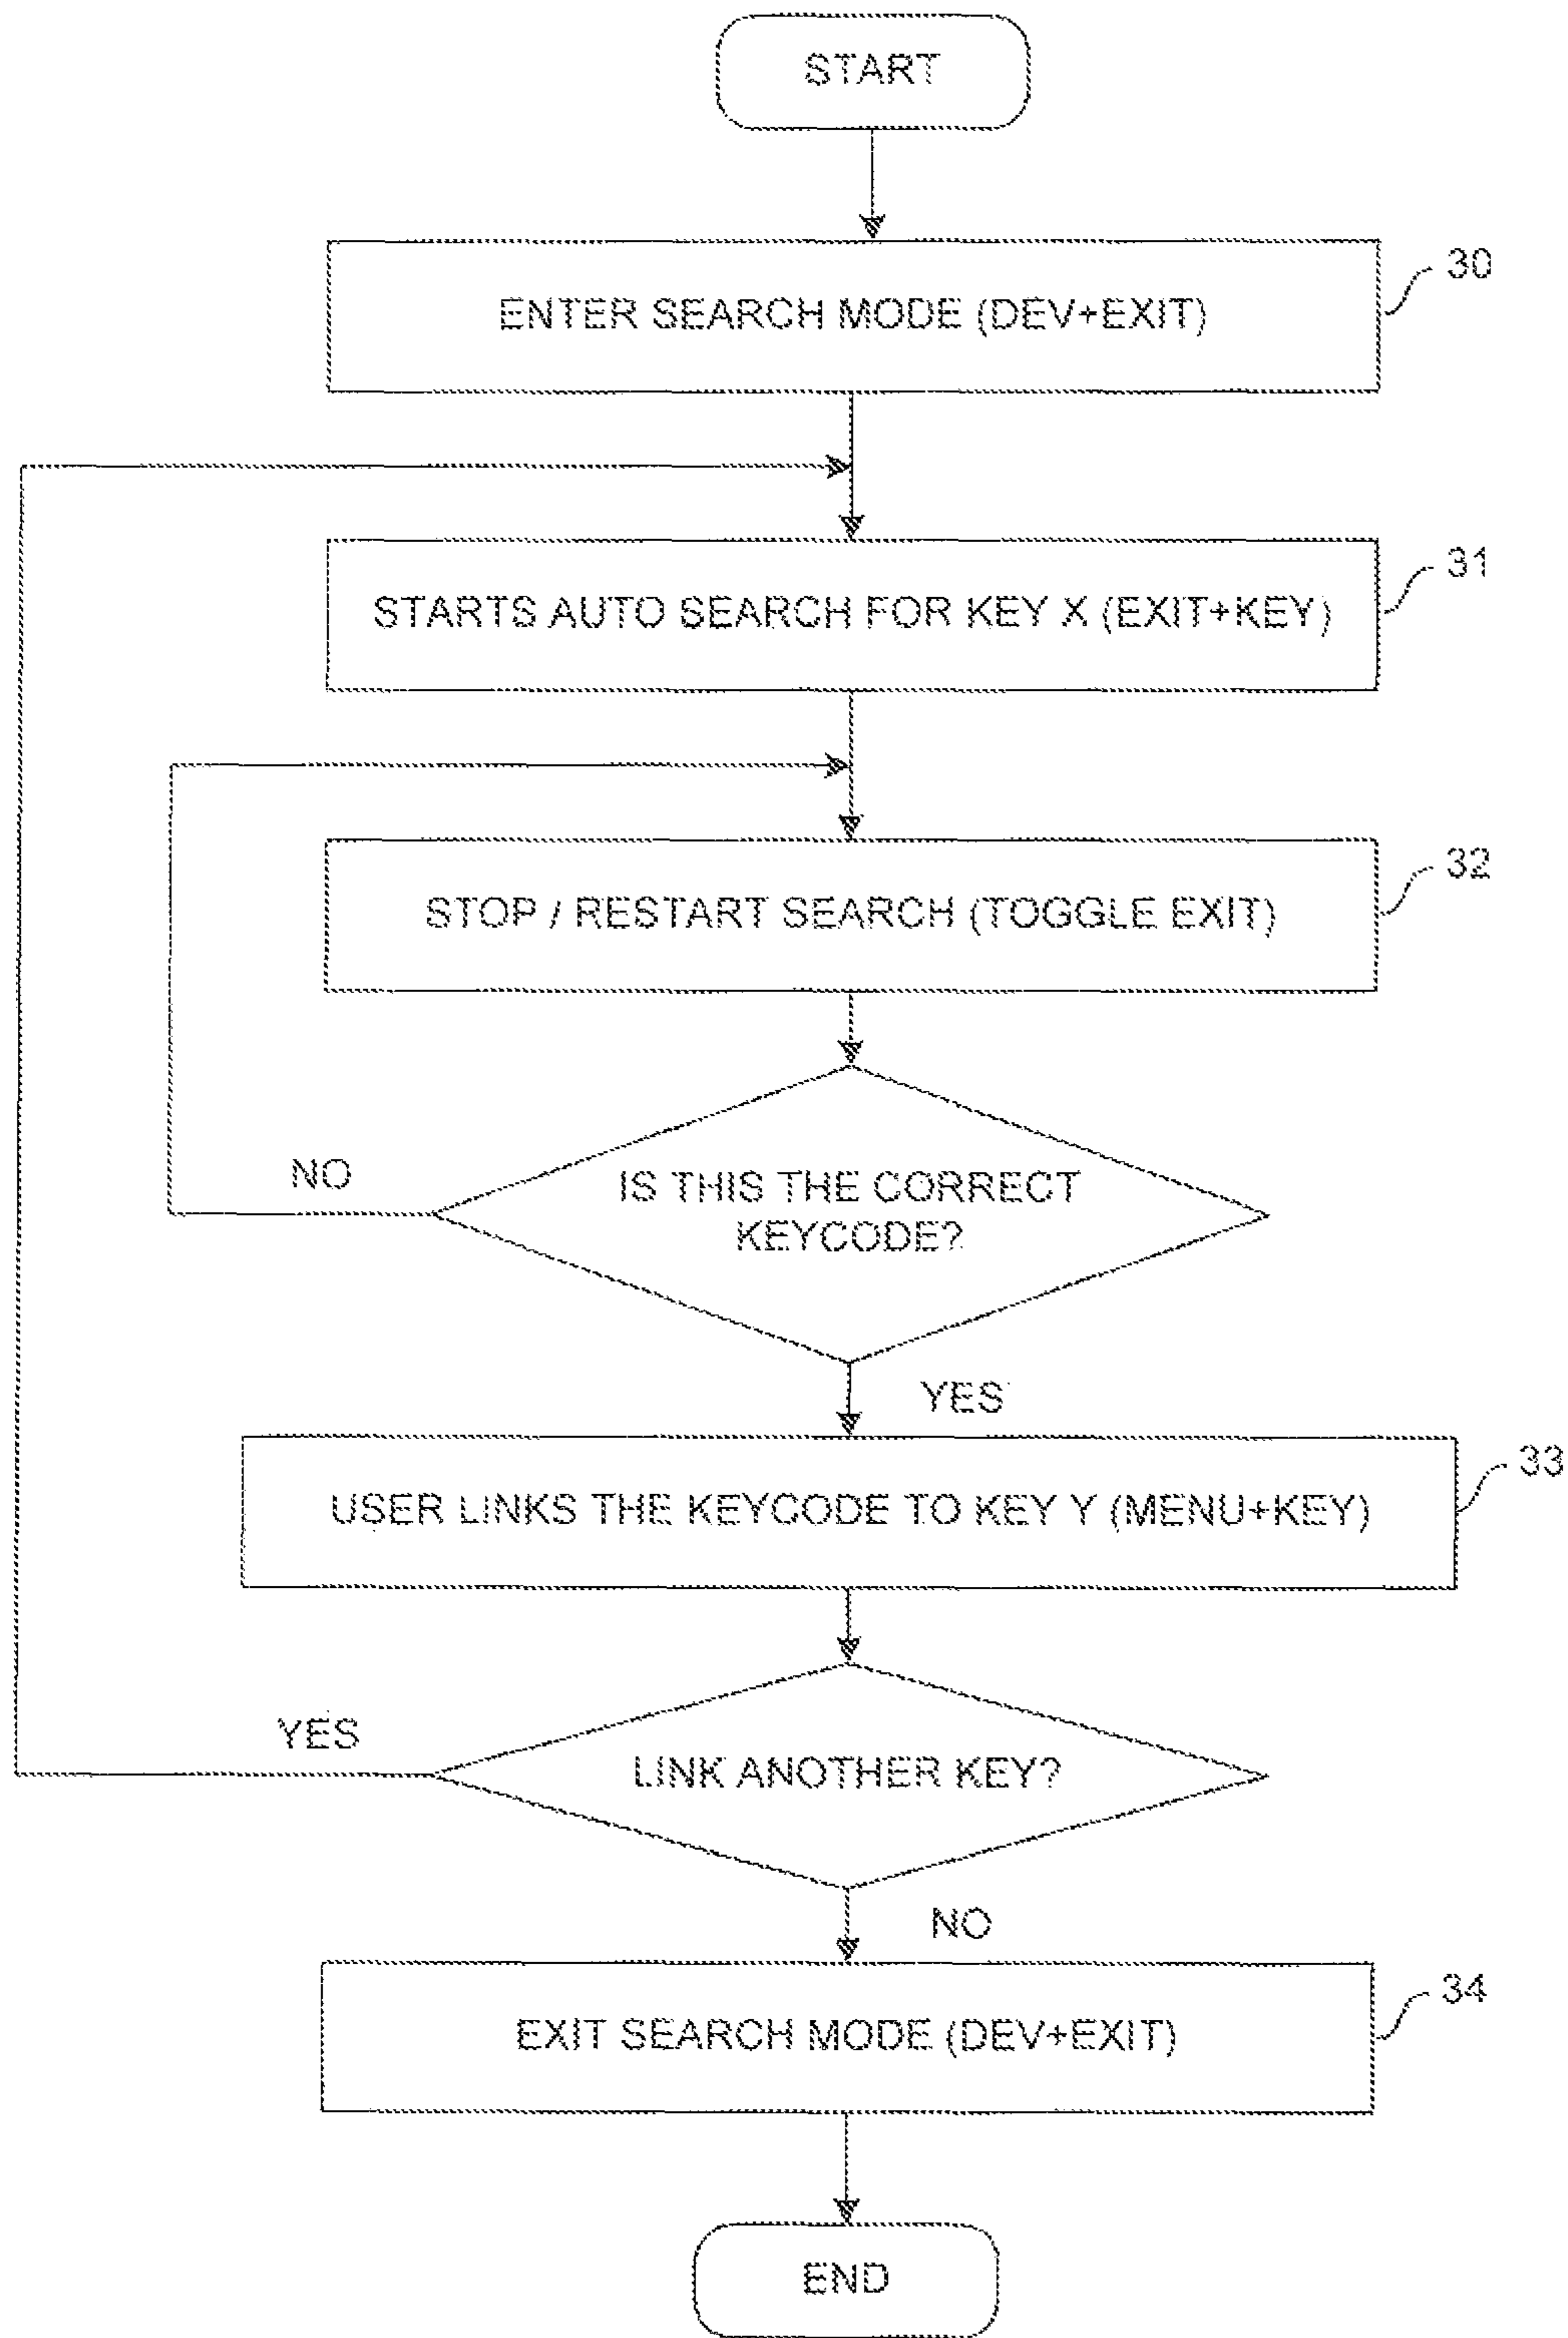 START
ENTER SEARCH MODE (DEV+EXIT)
30
STARTS AUTO SEARCH FOR KEY X (EXIT+KEY)
31
STOP / RESTART SEARCH (TOGGLE EXIT)
32
NO
IS THIS THE CORRECT
KEYCODE?
YES
USER LINKS THE KEYCODE TO KEY Y (MENU+KEY)
33
YES
LINK ANOTHER KEY?
NO
EXIT SEARCH MODE (DEV+EXIT)
34
END